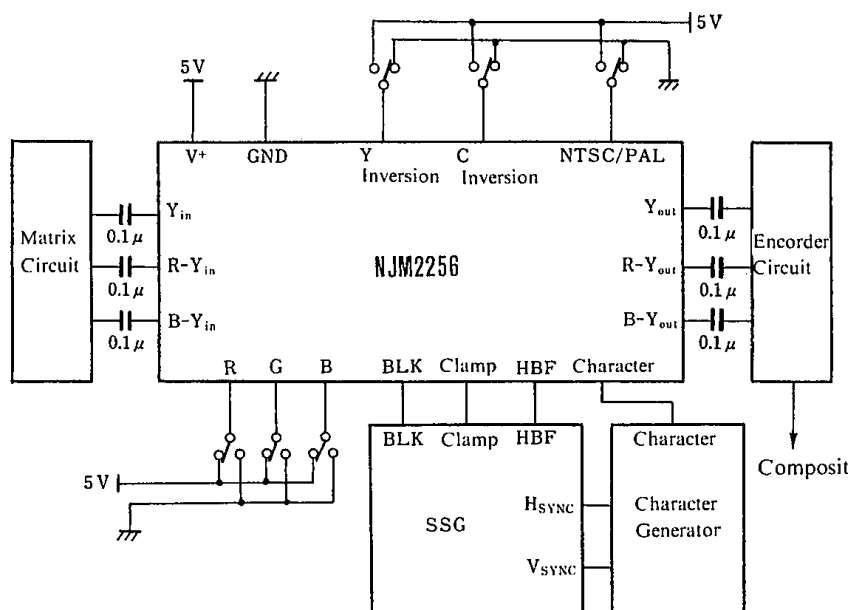 5V
5V
V+ GND Y C NTSC/PAL
Inversion Inversion
Matrix
Circuit
0.1μ
0.1μ
0.1μ
Yin
R-Yin
B-Yin
NJM2256
Yout
R-Yout
B-Yout
0.1μ
0.1μ
0.1μ
Encorder
Circuit
R G B BLK Clamp HBF Character
BLK Clamp HBF
Character
Composit
5V
SSG
HSYNC
VSYNC
Character
Generator